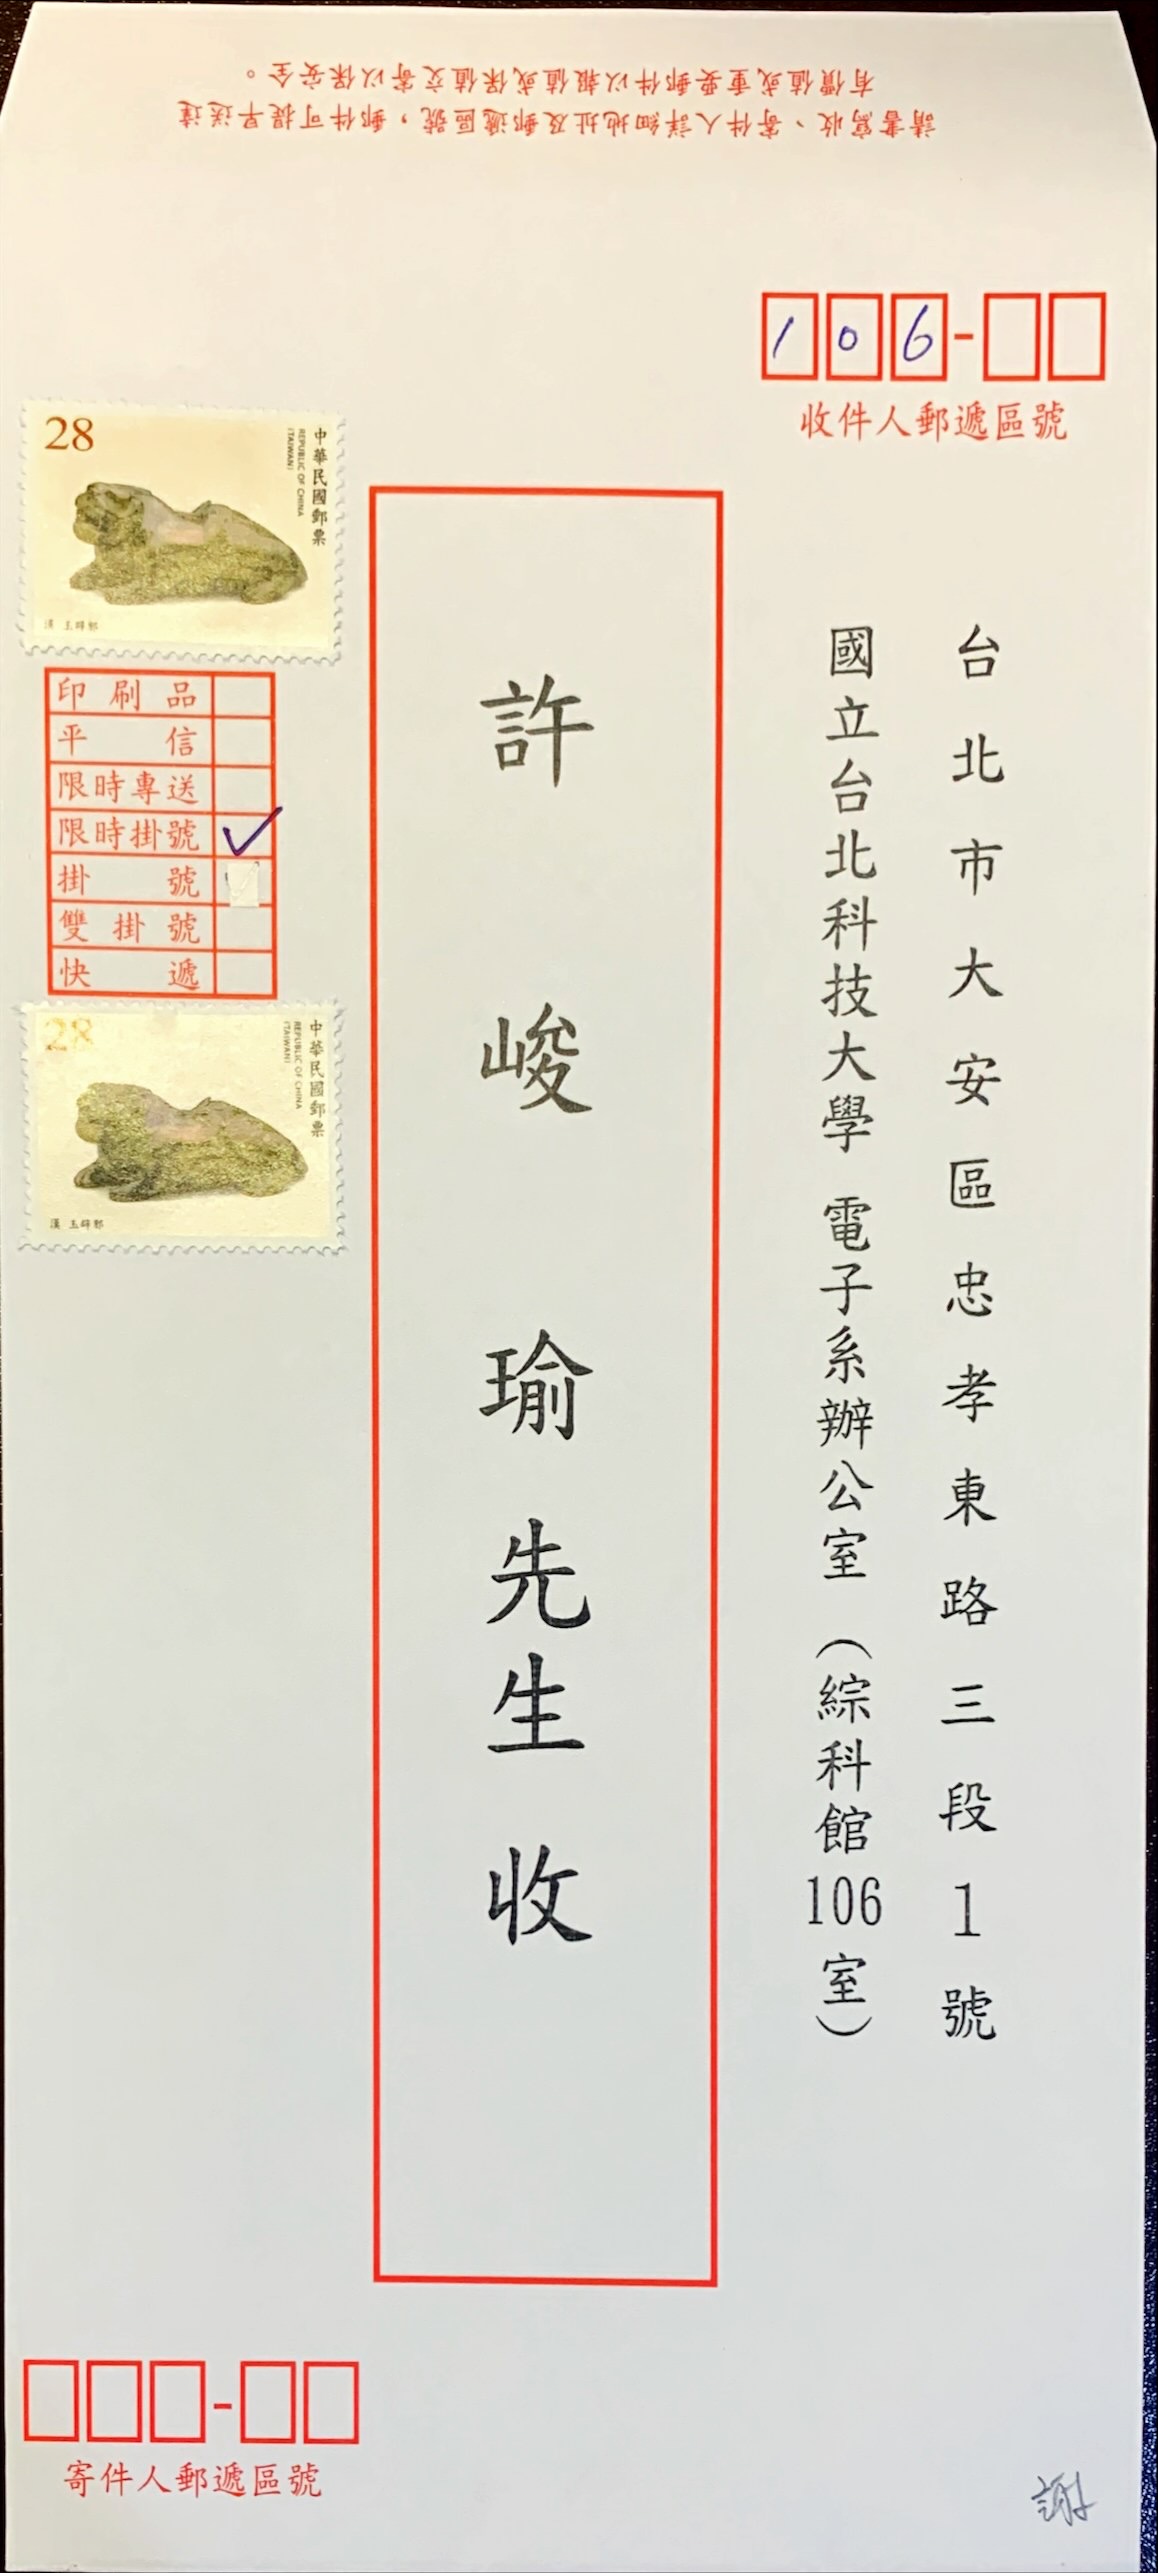 請書寫收、寄件人詳細地址及郵遞區號，郵件可提早送達
有價值或重要郵件以報值或保值交寄以保安全。
106-
收件人郵遞區號
台北市大安區忠孝東路三段1號
國立台北科技大學 電子系辦公室（綜科館106室）
許峻瑜先生收
28
中華民國郵票
REPUBLIC OF CHINA
(TAIWAN)
漢 玉辟邪
印刷品
平信
限時專送
限時掛號 ✓
掛號
雙掛號
快遞
28
中華民國郵票
REPUBLIC OF CHINA
(TAIWAN)
漢 玉辟邪
寄件人郵遞區號
謝